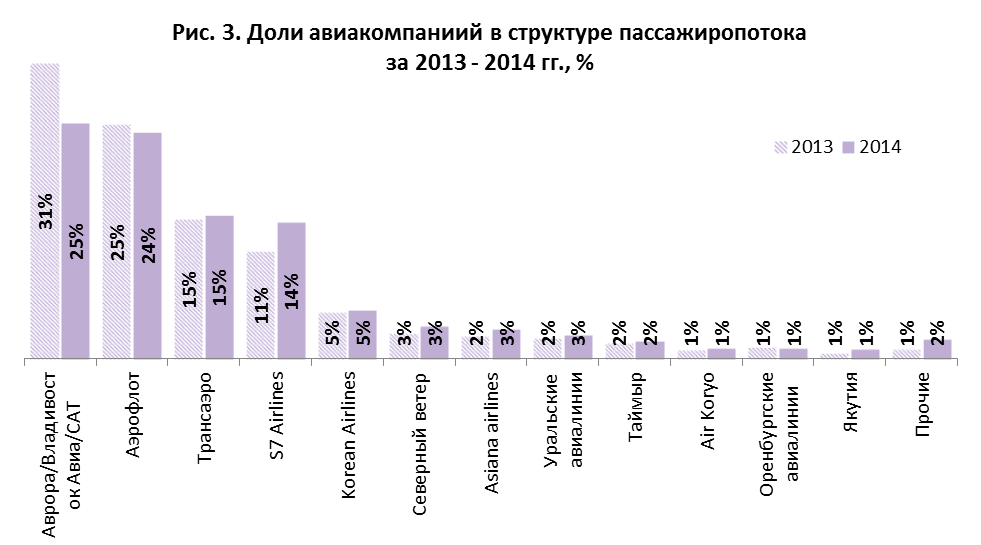 Рис. 3. Доли авиакомпаниий в структуре пассажиропотока
за 2013 - 2014 гг., %
2013
2014
31%
25%
25%
24%
15%
15%
11%
14%
5%
5%
3%
3%
2%
3%
2%
3%
2%
2%
1%
1%
1%
1%
1%
1%
1%
2%
Аврора/Владивост
ок Авиа/САТ
Аэрофлот
Трансаэро
S7 Airlines
Korean Airlines
Северный ветер
Asiana airlines
Уральские
авиалинии
Таймыр
Air Koryo
Оренбургские
авиалинии
Якутия
Прочие